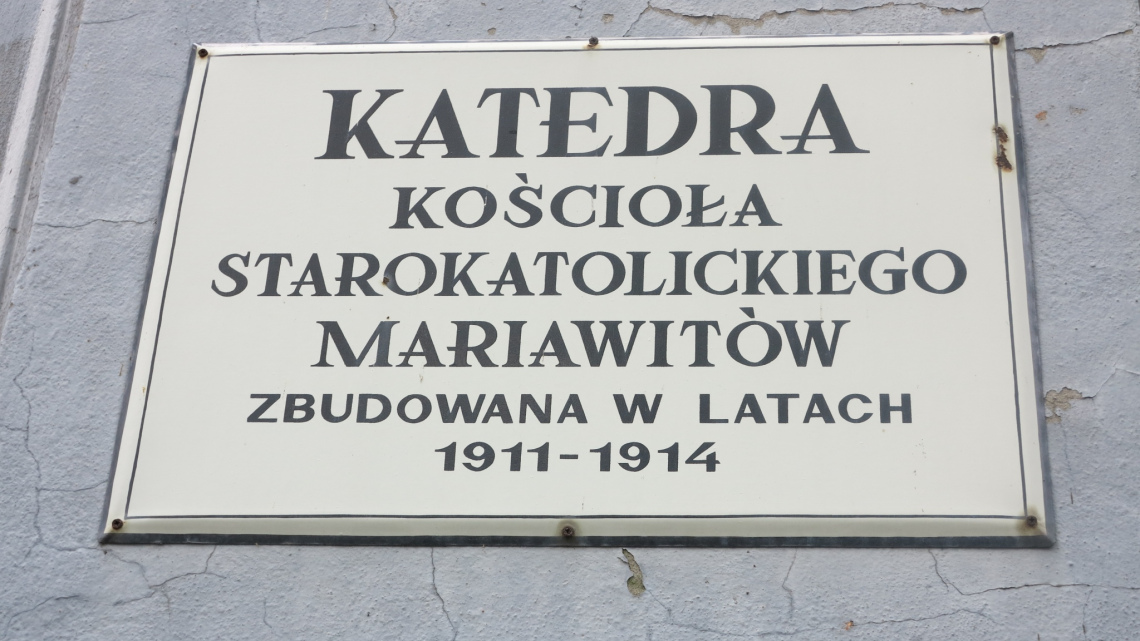 KATEDRA
KOŚCIOŁA
STAROKATOLICKIEGO
MARIAWITÒW
ZBUDOWANA W LATACH
1911-1914